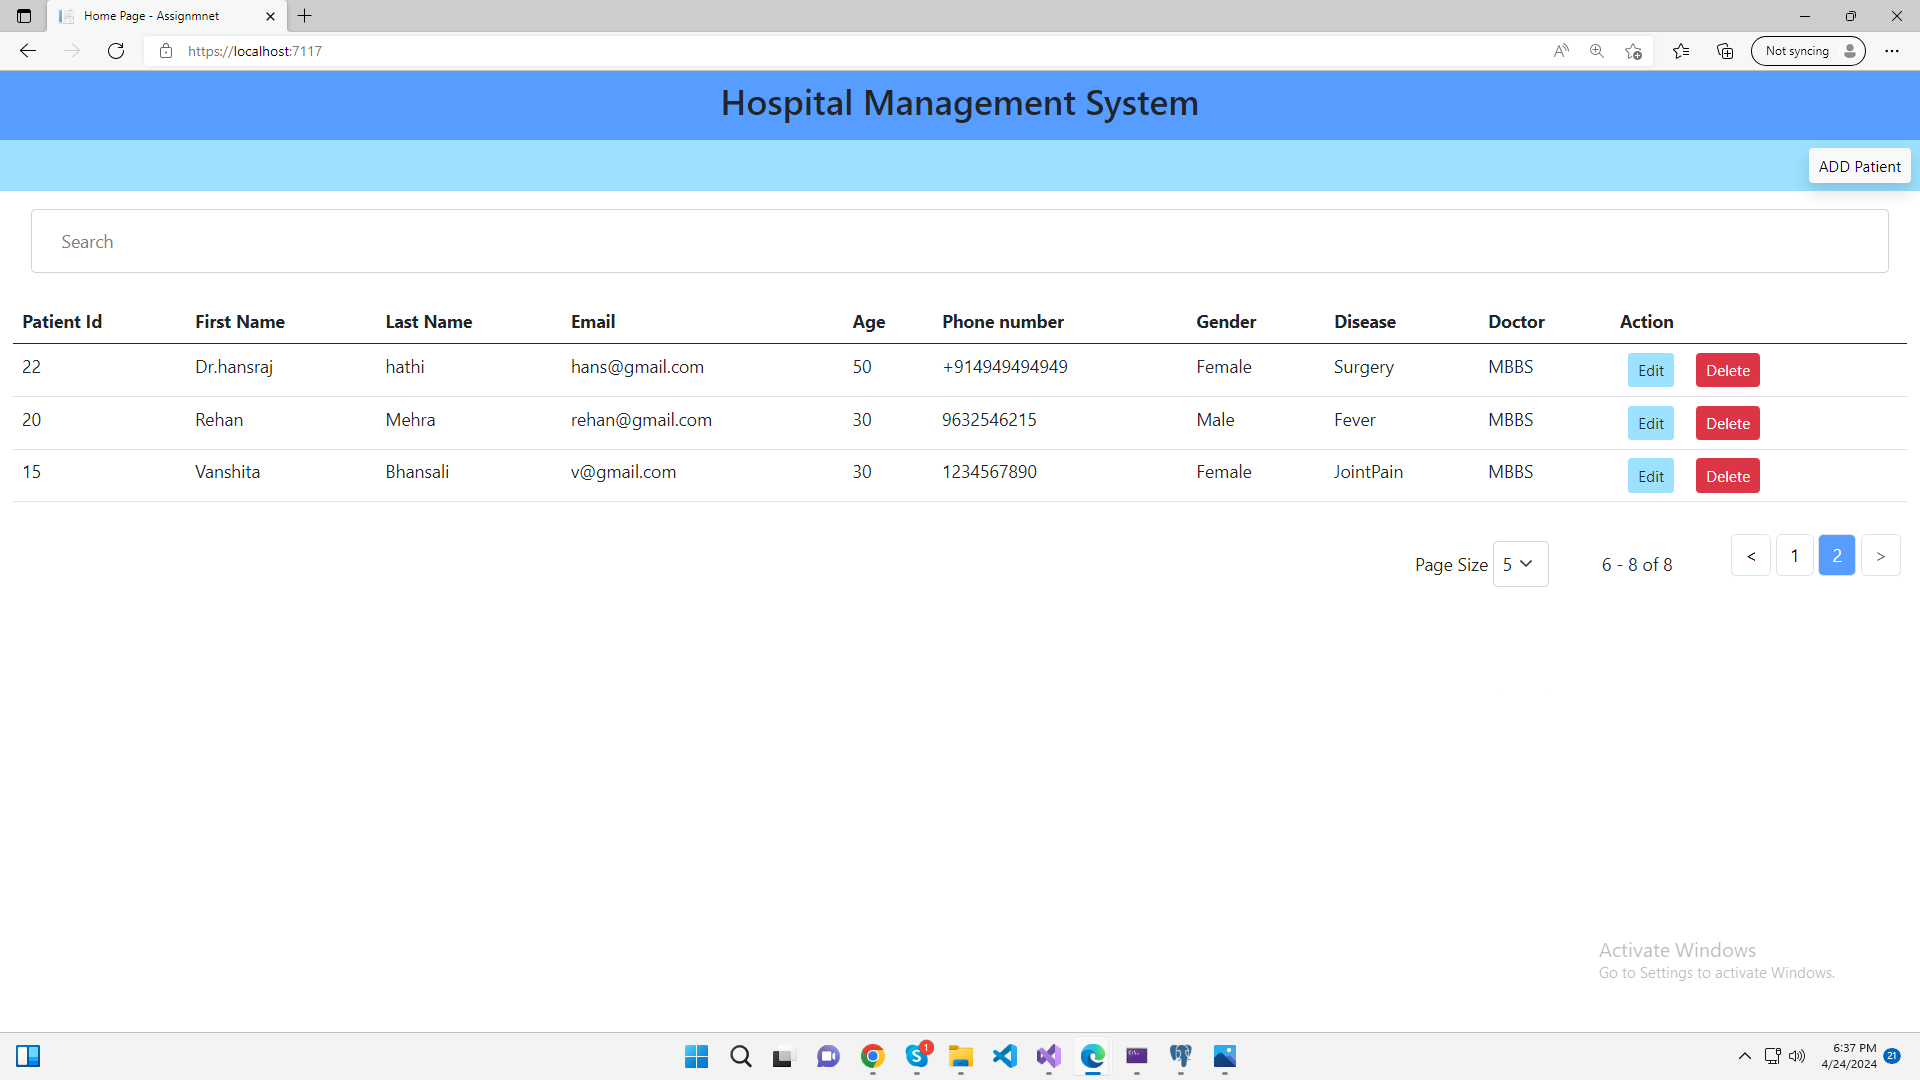 Home Page - Assignmnet
https://localhost:7117
Not syncing
Hospital Management System
ADD Patient
Search
Patient Id First Name Last Name Email Age Phone number Gender Disease Doctor Action
22 Dr.hansraj hathi hans@gmail.com 50 +914949494949 Female Surgery MBBS Edit Delete
20 Rehan Mehra rehan@gmail.com 30 9632546215 Male Fever MBBS Edit Delete
15 Vanshita Bhansali v@gmail.com 30 1234567890 Female JointPain MBBS Edit Delete
Page Size 5 6 - 8 of 8 < 1 2 >
Activate Windows
Go to Settings to activate Windows.
1
6:37 PM
4/24/2024
21